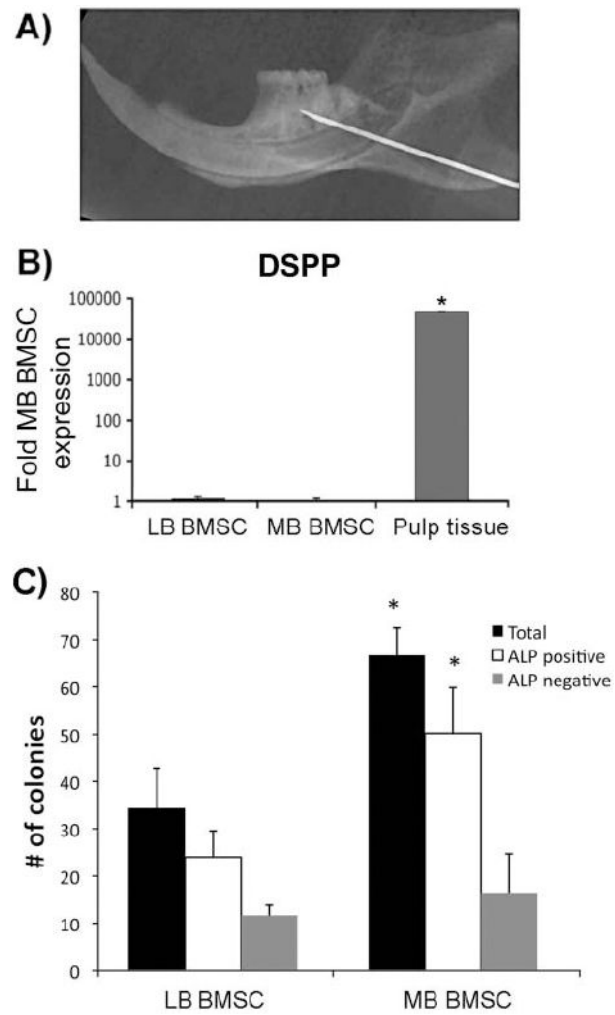 A)
B)
DSPP
Fold MB BMSC
expression
100000
10000
1000
100
10
1
*
LB BMSC MB BMSC Pulp tissue
C)
# of colonies
80
70
60
50
40
30
20
10
0
*
*
Total
ALP positive
ALP negative
LB BMSC MB BMSC